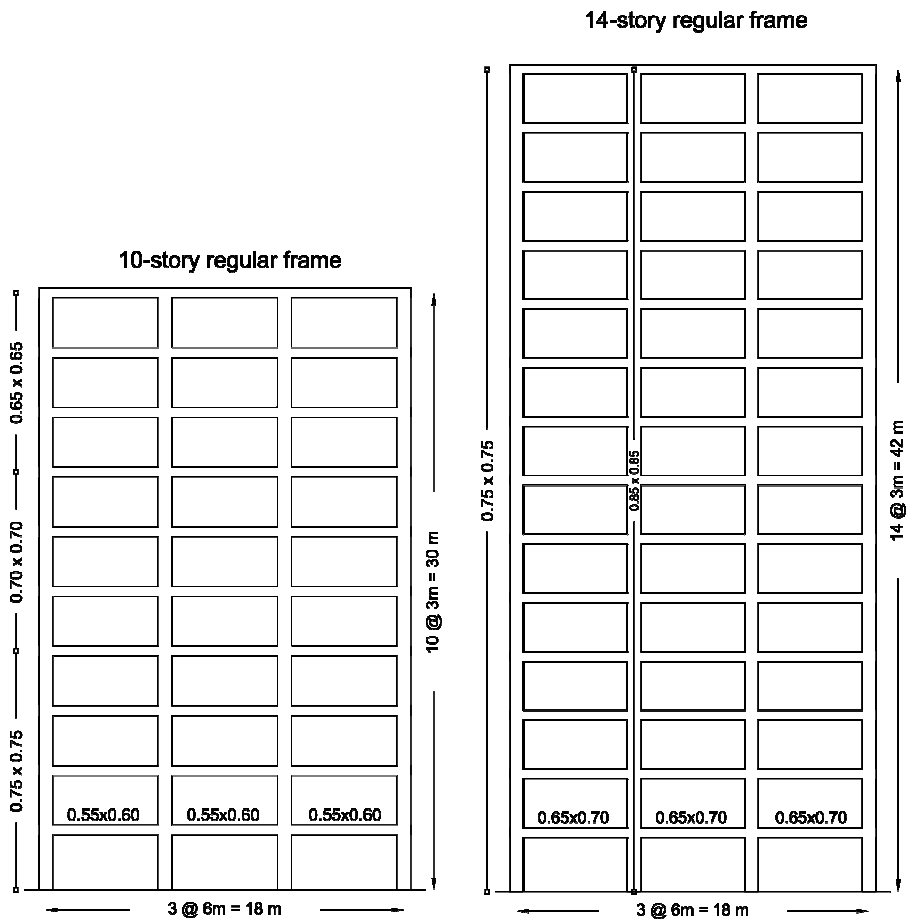 14-story regular frame
10-story regular frame
0.65 x 0.65
0.70 x 0.70
0.75 x 0.75
10 @ 3m = 30 m
0.55x0.60 0.55x0.60 0.55x0.60
3 @ 6m = 18 m
0.75 x 0.75
0.85 x 0.85
14 @ 3m = 42 m
0.65x0.70 0.65x0.70 0.65x0.70
3 @ 6m = 18 m